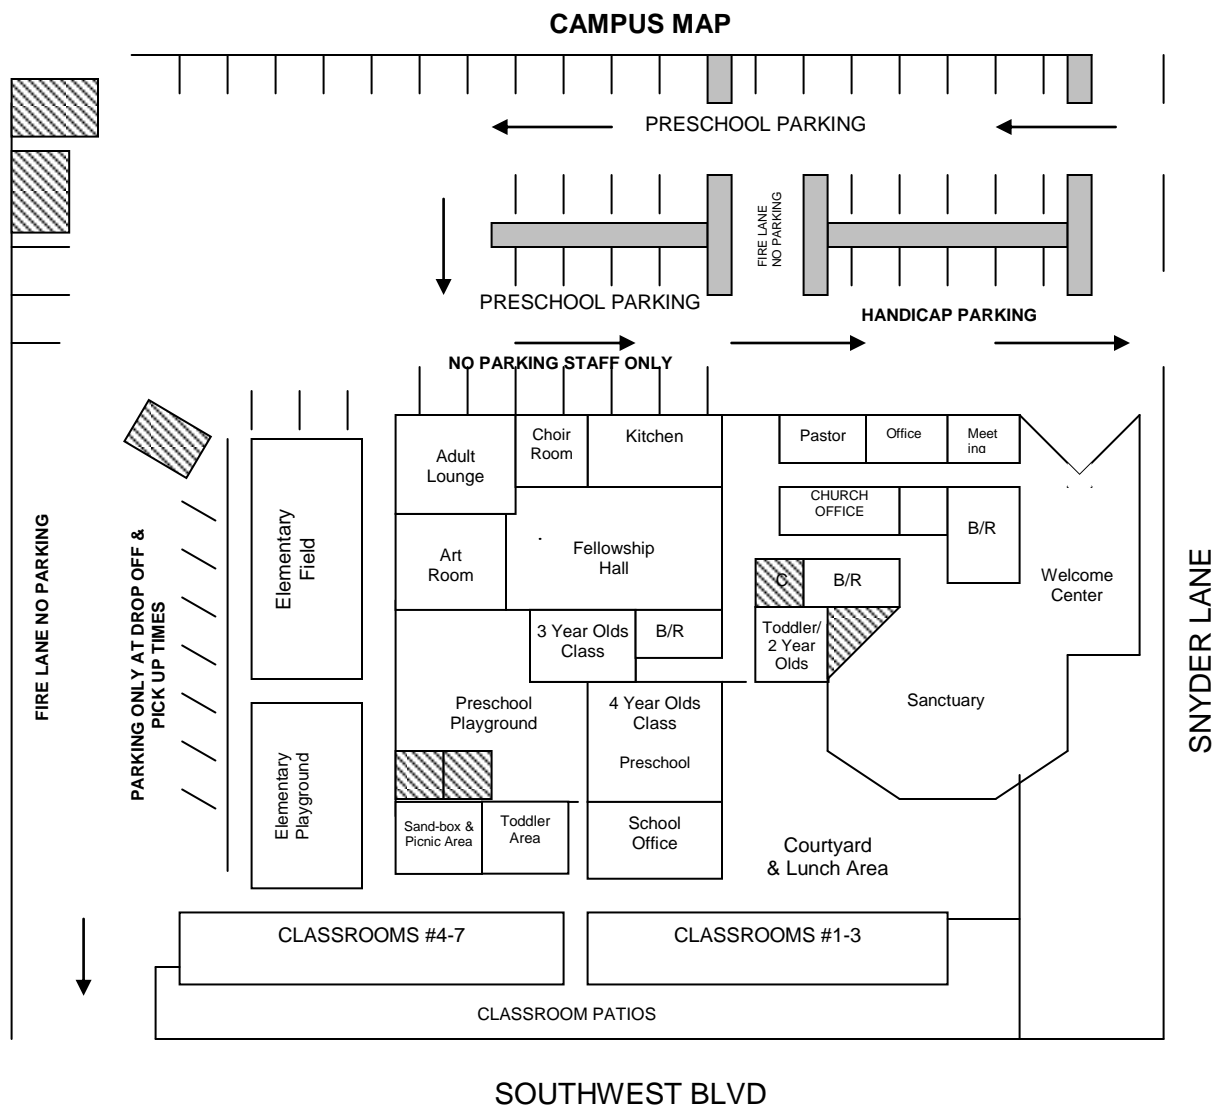 CAMPUS MAP
PRESCHOOL PARKING
FIRE LANE
NO PARKING
PRESCHOOL PARKING
HANDICAP PARKING
NO PARKING STAFF ONLY
Adult
Lounge
Choir
Room
Kitchen
Pastor
Office
Meet
ing
CHURCH
OFFICE
B/R
Elementary
Field
Art
Room
Fellowship
Hall
C
B/R
Welcome
Center
3 Year Olds
Class
B/R
Toddler/
2 Year
Olds
FIRE LANE NO PARKING
PARKING ONLY AT DROP OFF &
PICK UP TIMES
SNYDER LANE
Preschool
Playground
4 Year Olds
Class
Preschool
Sanctuary
Elementary
Playground
Sand-box &
Picnic Area
Toddler
Area
School
Office
Courtyard
& Lunch Area
CLASSROOMS #4-7
CLASSROOMS #1-3
CLASSROOM PATIOS
SOUTHWEST BLVD